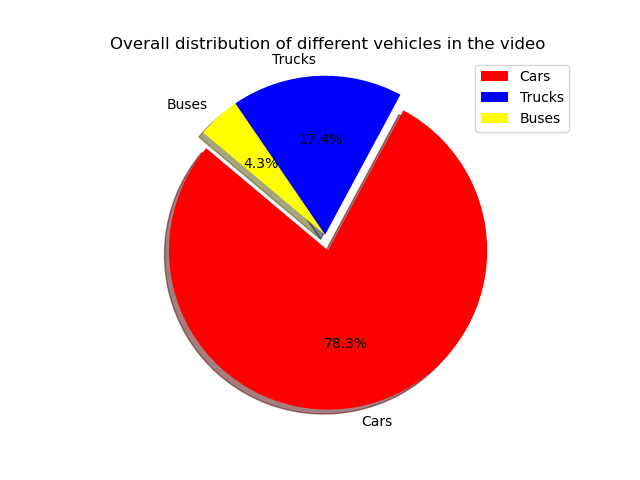 Overall distribution of different vehicles in the video
Trucks
Cars
Trucks
Buses
Buses
17.4%
4.3%
78.3%
Cars